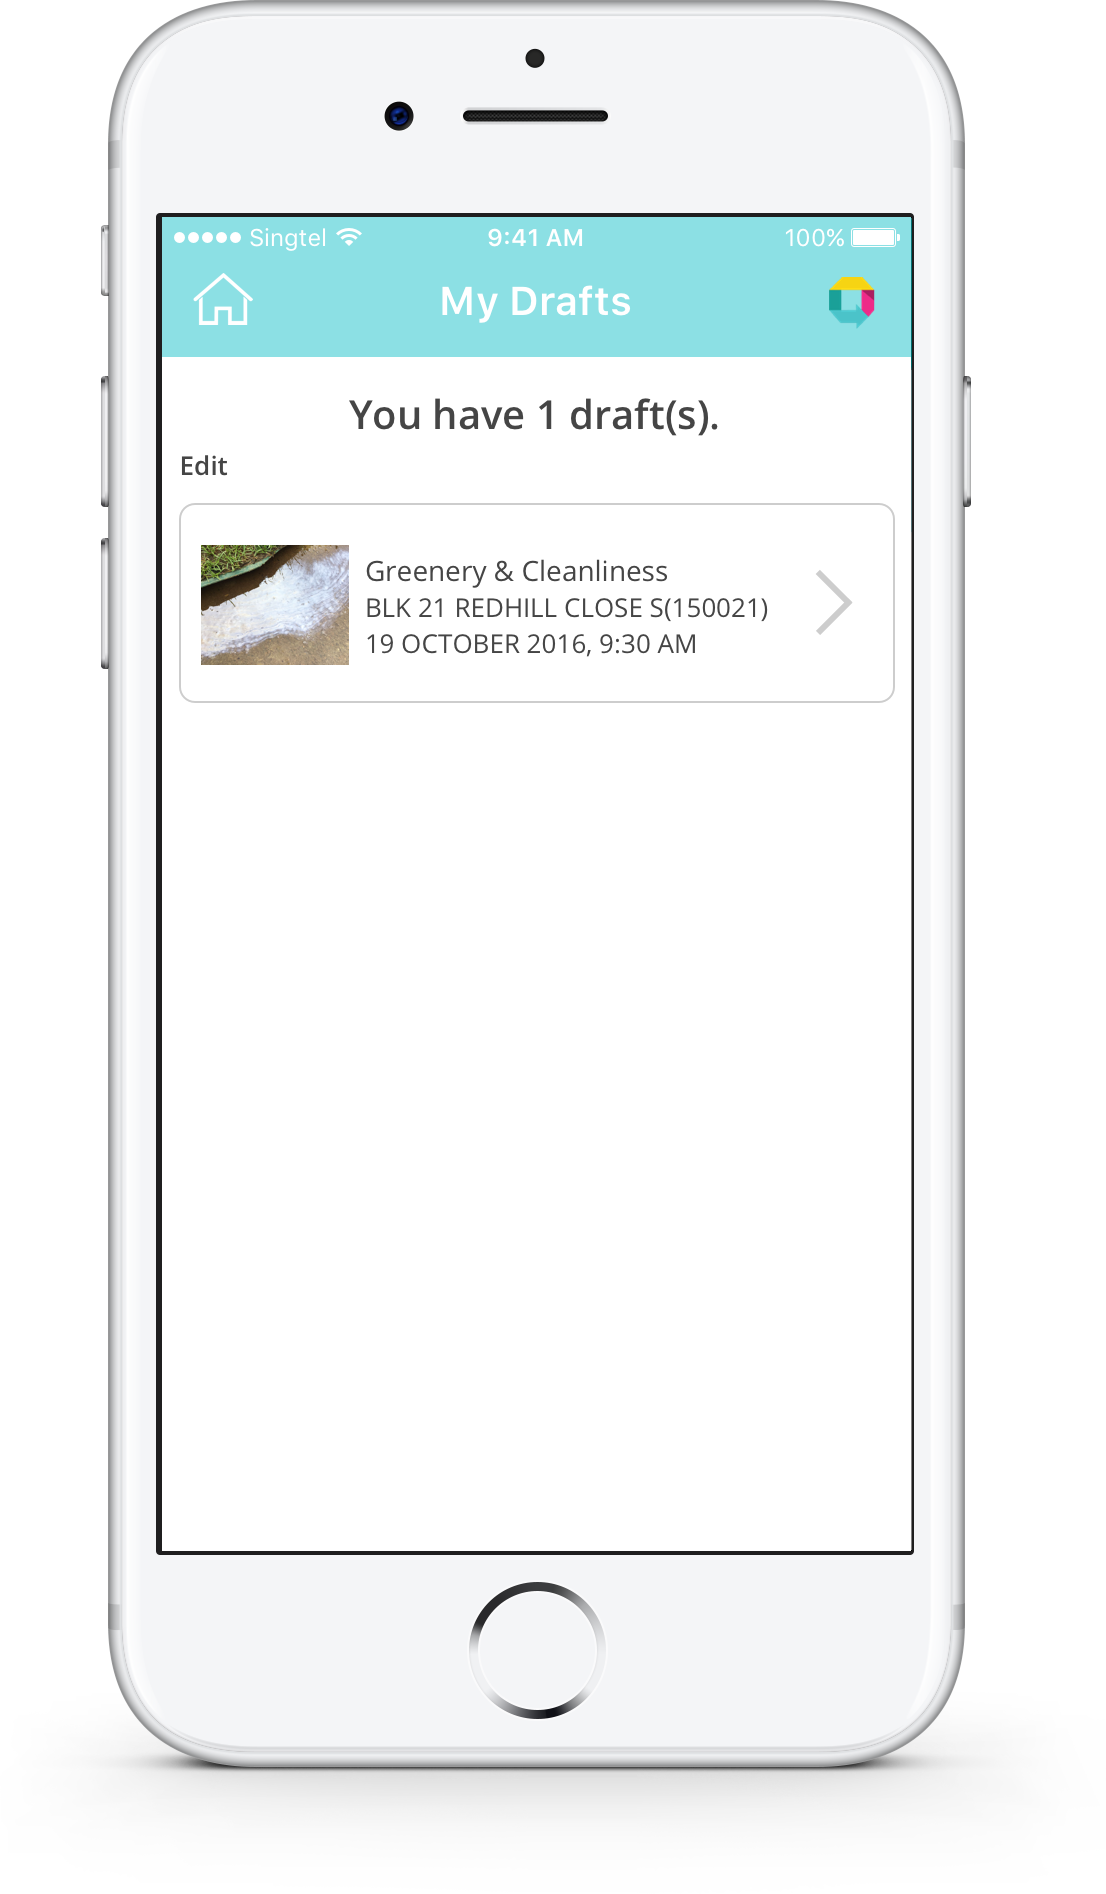 Singtel 9:41 AM 100%
My Drafts
You have 1 draft(s).
Edit
Greenery & Cleanliness
BLK 21 REDHILL CLOSE S(150021)
19 OCTOBER 2016, 9:30 AM